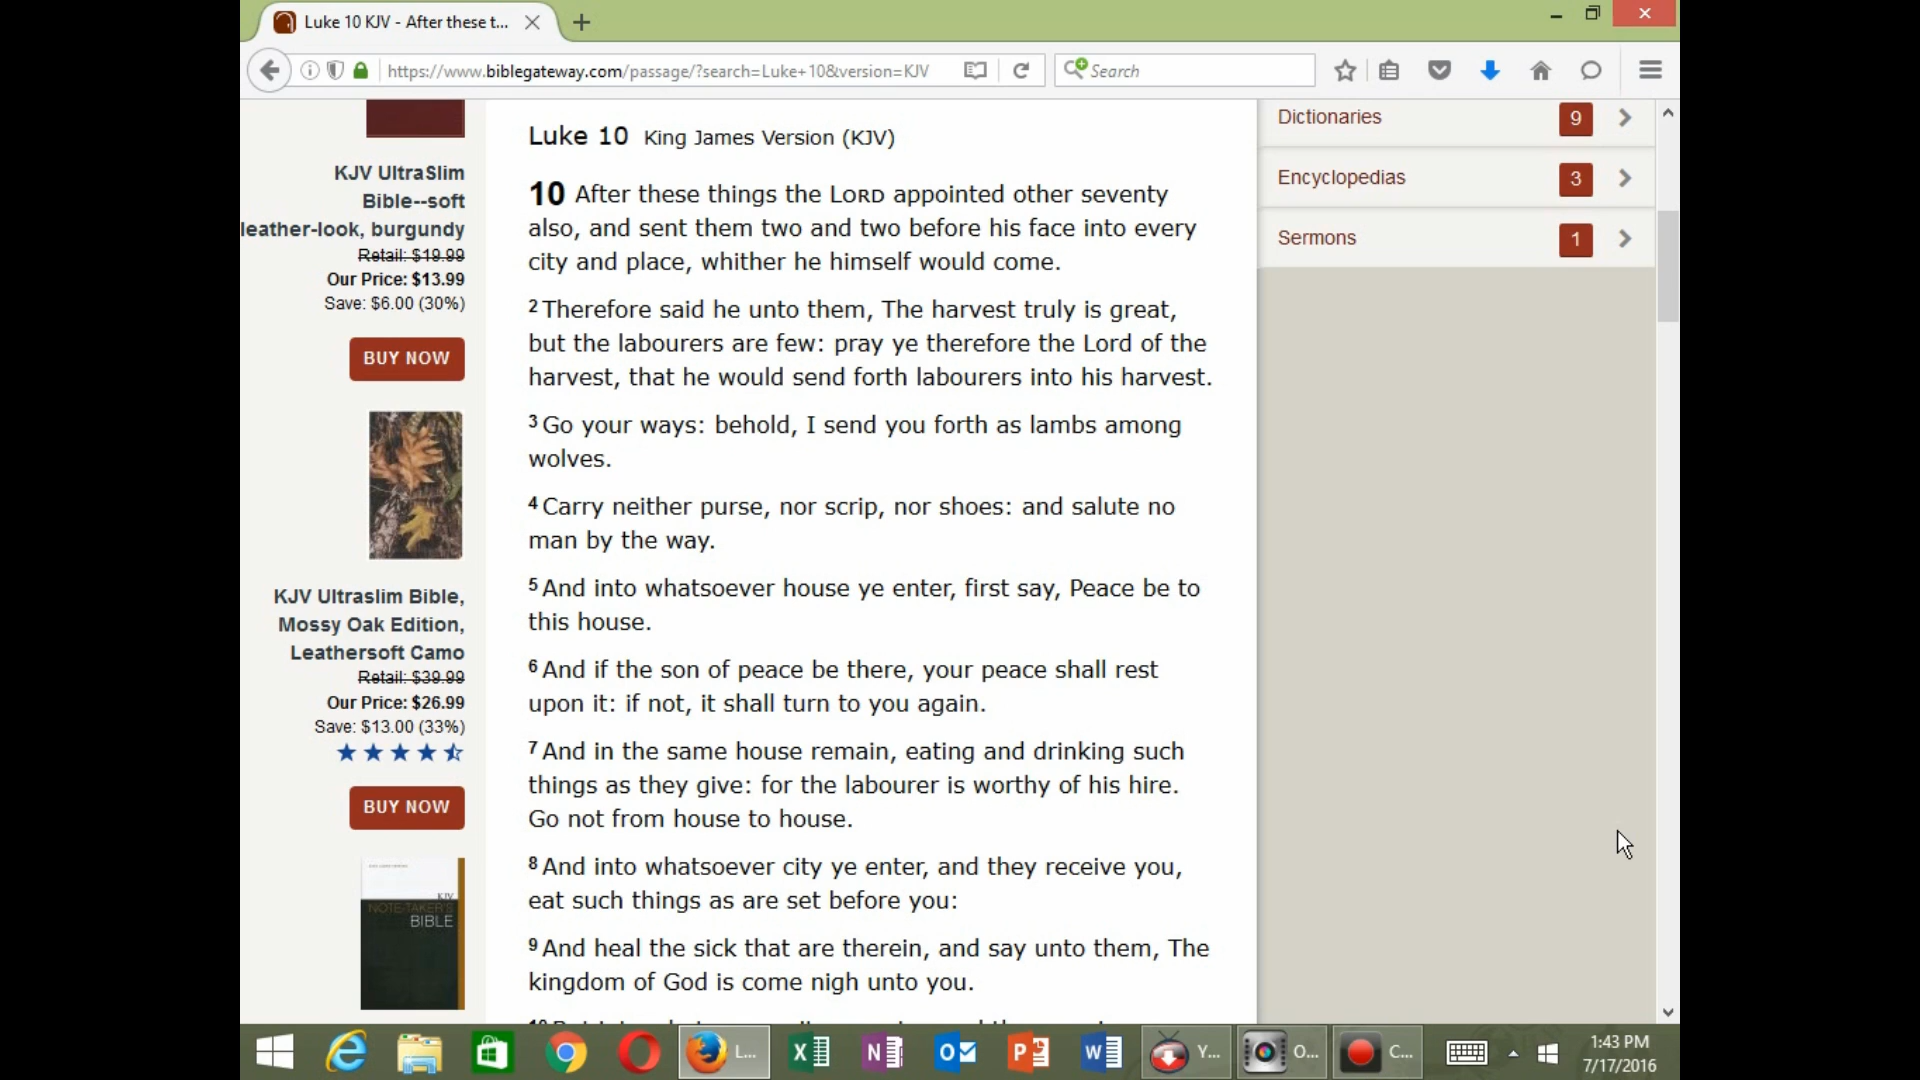 Luke 10 KJV - After these t...
https://www.biblegateway.com/passage/?search=Luke+10&version=KJV
Search
KJV UltraSlim
Bible--soft
leather-look, burgundy
Retail: $19.99
Our Price: $13.99
Save: $6.00 (30%)
BUY NOW
KJV Ultraslim Bible,
Mossy Oak Edition,
Leathersoft Camo
Retail: $39.99
Our Price: $26.99
Save: $13.00 (33%)
BUY NOW
KJV
NOTE-TAKER'S
BIBLE
Luke 10 King James Version (KJV)
10 After these things the LORD appointed other seventy
also, and sent them two and two before his face into every
city and place, whither he himself would come.
2 Therefore said he unto them, The harvest truly is great,
but the labourers are few: pray ye therefore the Lord of the
harvest, that he would send forth labourers into his harvest.
3 Go your ways: behold, I send you forth as lambs among
wolves.
4 Carry neither purse, nor scrip, nor shoes: and salute no
man by the way.
5 And into whatsoever house ye enter, first say, Peace be to
this house.
6 And if the son of peace be there, your peace shall rest
upon it: if not, it shall turn to you again.
7 And in the same house remain, eating and drinking such
things as they give: for the labourer is worthy of his hire.
Go not from house to house.
8 And into whatsoever city ye enter, and they receive you,
eat such things as are set before you:
9 And heal the sick that are therein, and say unto them, The
kingdom of God is come nigh unto you.
Dictionaries 9
Encyclopedias 3
Sermons 1
L...
Y...
O...
C...
1:43 PM
7/17/2016